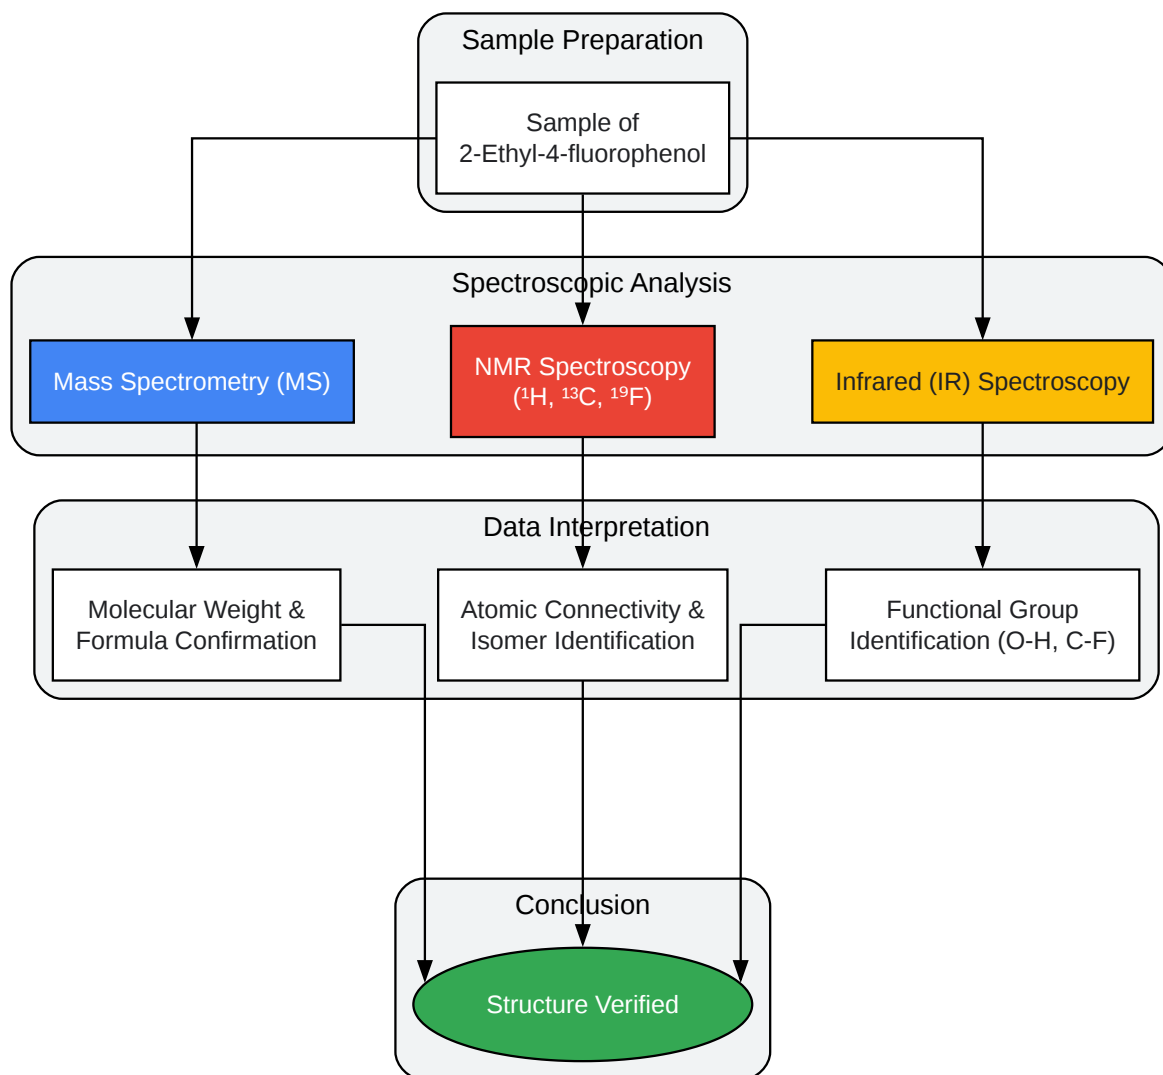 Sample Preparation
Sample of
2-Ethyl-4-fluorophenol
Spectroscopic Analysis
Mass Spectrometry (MS)
NMR Spectroscopy
(¹H, ¹³C, ¹⁹F)
Infrared (IR) Spectroscopy
Data Interpretation
Molecular Weight &
Formula Confirmation
Atomic Connectivity &
Isomer Identification
Functional Group
Identification (O-H, C-F)
Conclusion
Structure Verified